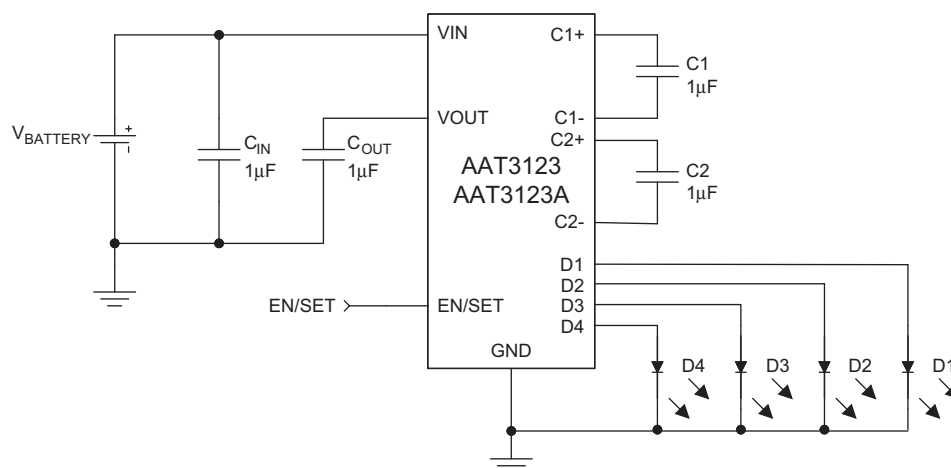 VIN
C1+
C1
1μF
C1-
VOUT
C2+
V_BATTERY
+
-
C_IN
1μF
C_OUT
1μF
AAT3123
AAT3123A
C2
1μF
C2-
D1
D2
EN/SET
EN/SET
D3
D4
GND
D4
D3
D2
D1